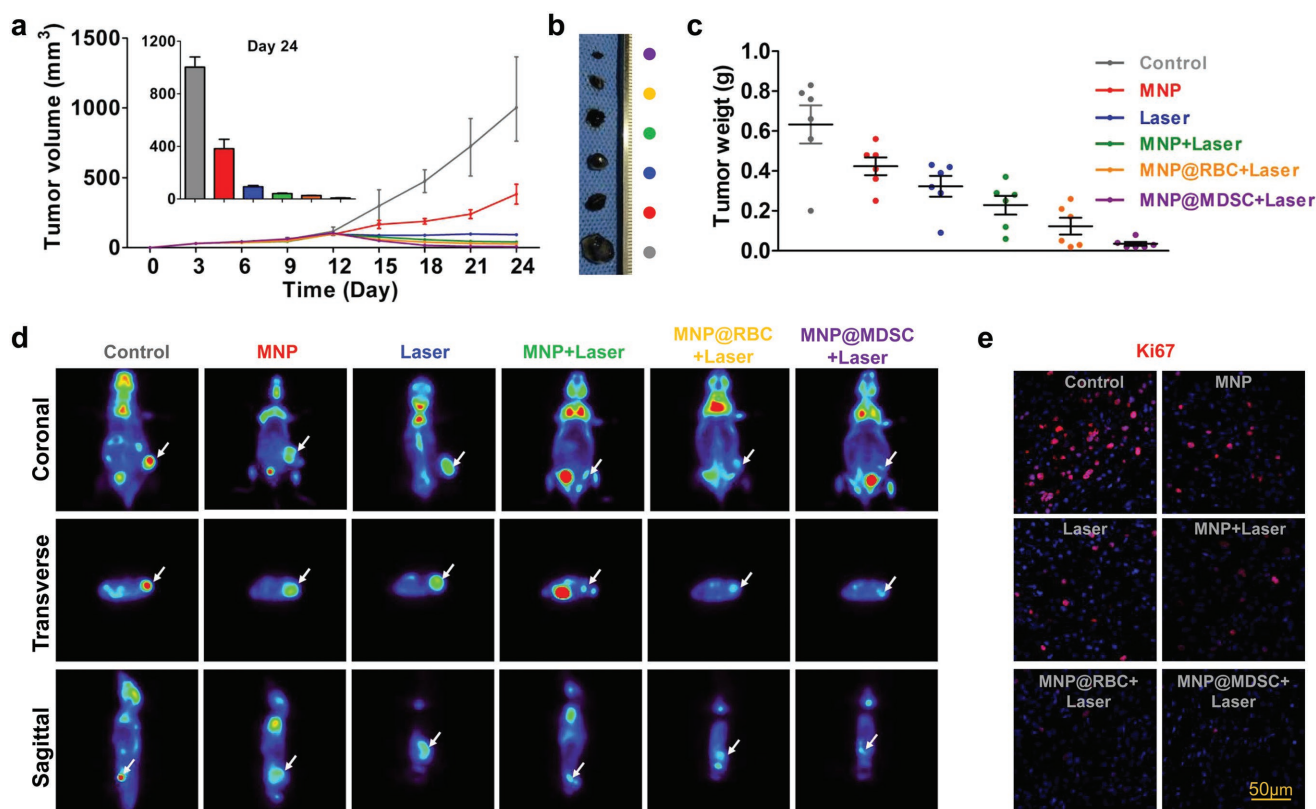 a
Tumor volume (mm³)
1500
1000
500
0
0 3 6 9 12 15 18 21 24
Time (Day)
Day 24
1200
800
400
0
b
c
Tumor weigt (g)
1.0
0.8
0.6
0.4
0.2
0.0
Control
MNP
Laser
MNP+Laser
MNP@RBC+Laser
MNP@MDSC+Laser
d
Control
MNP
Laser
MNP+Laser
MNP@RBC
+Laser
MNP@MDSC
+Laser
Coronal
Transverse
Sagittal
e
Ki67
Control
MNP
Laser
MNP+Laser
MNP@RBC+
Laser
MNP@MDSC+
Laser
50µm